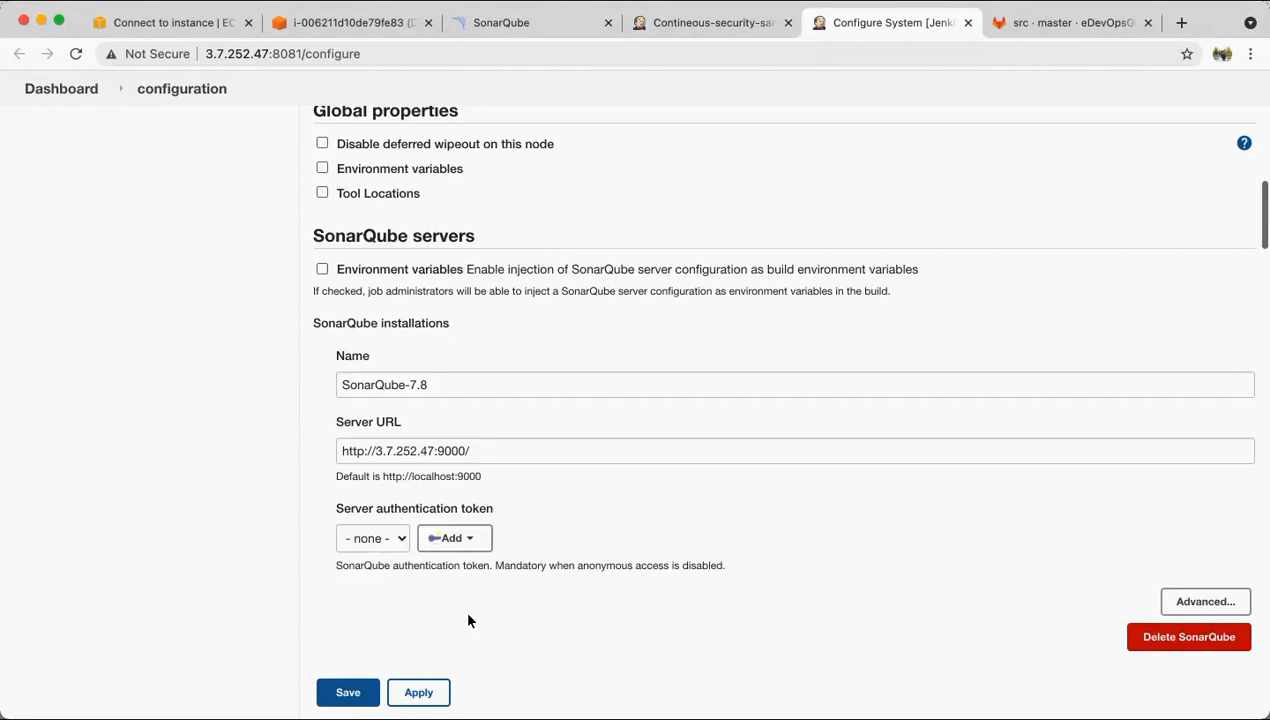 Connect to instance | EC
i-006211d10de79fe83 (D
SonarQube
Contineous-security-sar
Configure System [Jenki
src · master · eDevOpsG
Not Secure
3.7.252.47:8081/configure
Dashboard
configuration
Global properties
Disable deferred wipeout on this node
?
Environment variables
Tool Locations
SonarQube servers
Environment variables Enable injection of SonarQube server configuration as build environment variables
If checked, job administrators will be able to inject a SonarQube server configuration as environment variables in the build.
SonarQube installations
Name
SonarQube-7.8
Server URL
http://3.7.252.47:9000/
Default is http://localhost:9000
Server authentication token
- none -
Add
SonarQube authentication token. Mandatory when anonymous access is disabled.
Advanced...
Delete SonarQube
Save
Apply